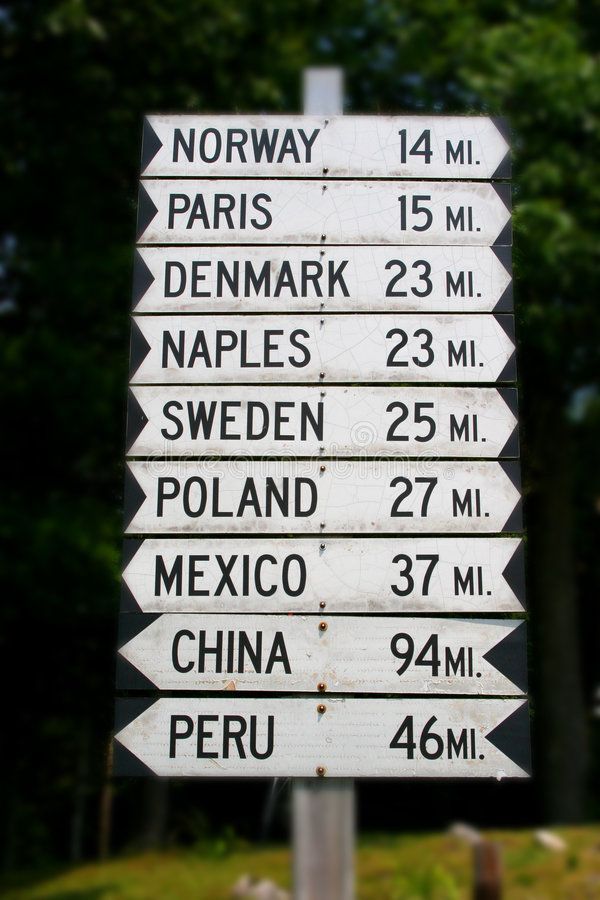 NORWAY 14 MI.
PARIS 15 MI.
DENMARK 23 MI.
NAPLES 23 MI.
SWEDEN 25 MI.
POLAND 27 MI.
MEXICO 37 MI.
CHINA 94 MI.
PERU 46 MI.